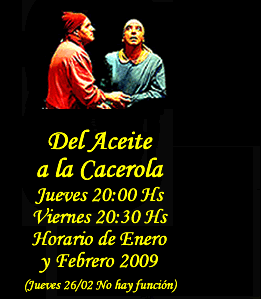 Del Aceite
a la Cacerola
Jueves 20:00 Hs
Viernes 20:30 Hs
Horario de Enero
y Febrero 2009
(Jueves 26/02 No hay función)